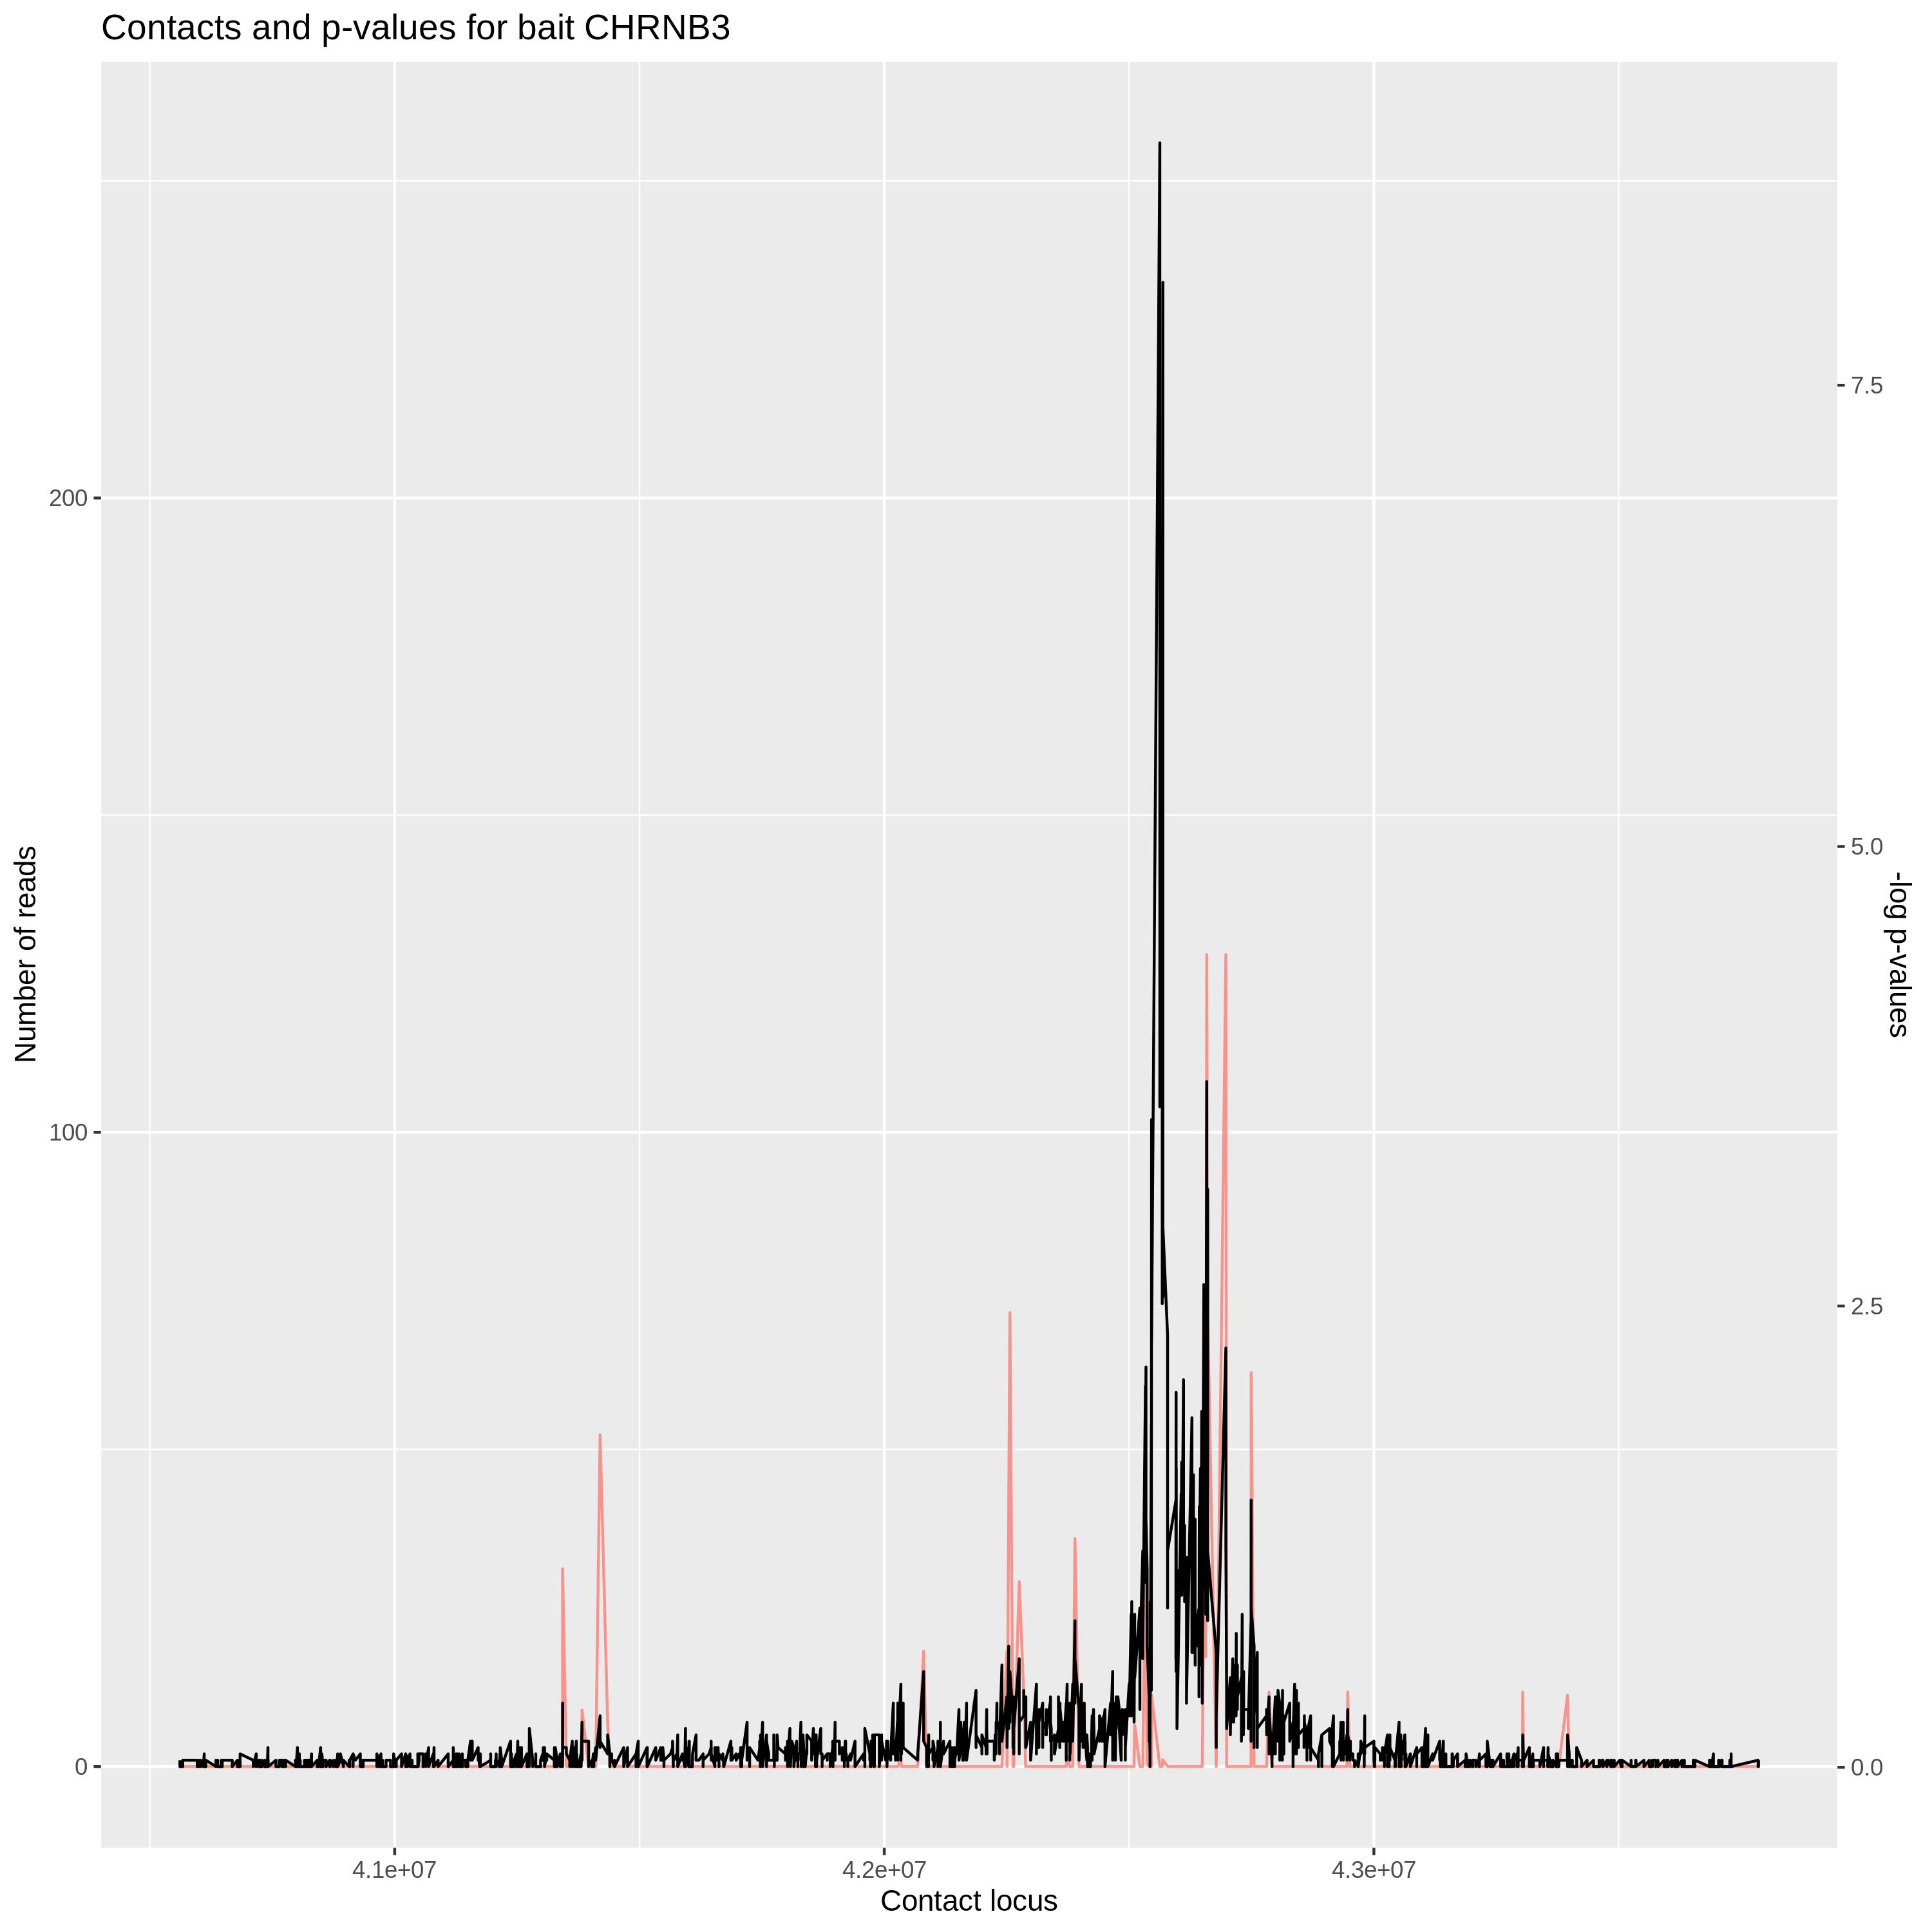 Contacts and p-values for bait CHRNB3
Number of reads
200
100
0
7.5
5.0
2.5
0.0
-log p-values
4.1e+07
4.2e+07
4.3e+07
Contact locus